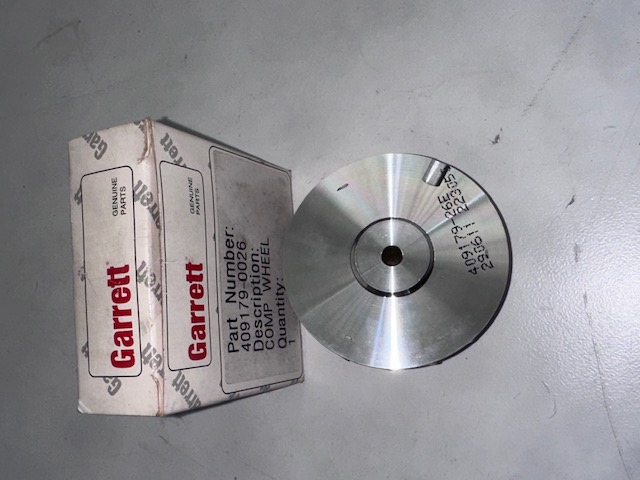 Garrett
GENUINE
PARTS
Garrett
GENUINE
PARTS
Part Number:
409179-0026
Description:
COMP WHEEL
Quantity:
1
409179-26E
290611 22305